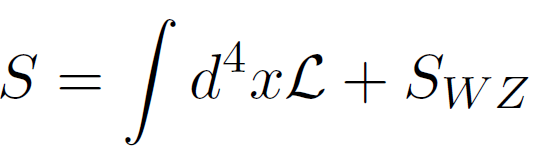 S = ∫ d⁴xℒ + S_{WZ}